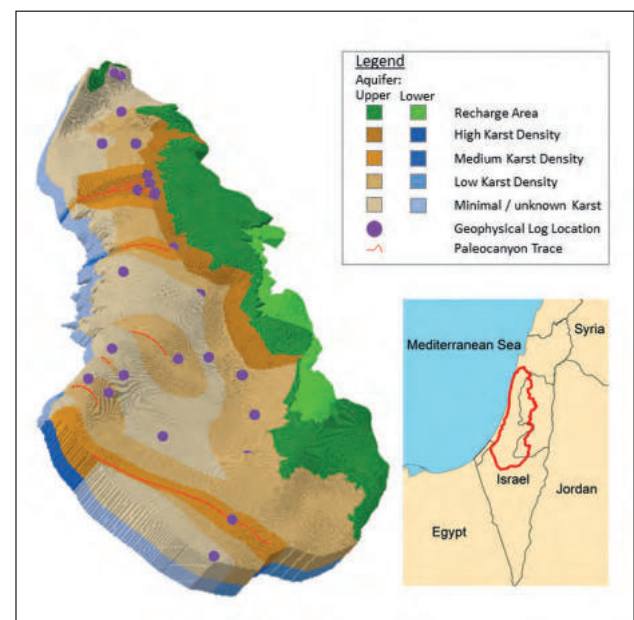 Legend
Aquifer:
Upper Lower
Recharge Area
High Karst Density
Medium Karst Density
Low Karst Density
Minimal / unknown Karst
Geophysical Log Location
Paleocanyon Trace
Mediterranean Sea
Syria
Israel
Jordan
Egypt